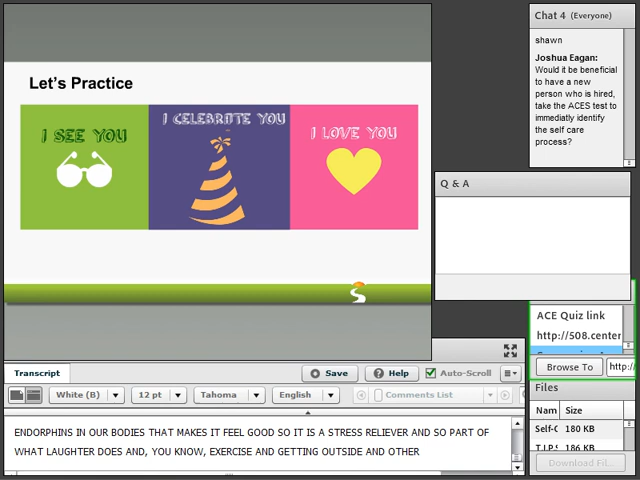 Let's Practice
I SEE YOU
I CELEBRATE YOU
I LOVE YOU
Chat 4 (Everyone)
shawn
Joshua Eagan:
Would it be beneficial
to have a new
person who is hired,
take the ACES test to
immediatly identify
the self care
process?
Q & A
ACE Quiz link
http://508.center
Browse To
http:/
Files
Nam
Size
Self-C
180 KB
T.I.P.S
186 KB
Download Fil...
Transcript
Save
Help
Auto-Scroll
White (B)
12 pt
Tahoma
English
Comments List
ENDORPHINS IN OUR BODIES THAT MAKES IT FEEL GOOD SO IT IS A STRESS RELIEVER AND SO PART OF
WHAT LAUGHTER DOES AND, YOU KNOW, EXERCISE AND GETTING OUTSIDE AND OTHER